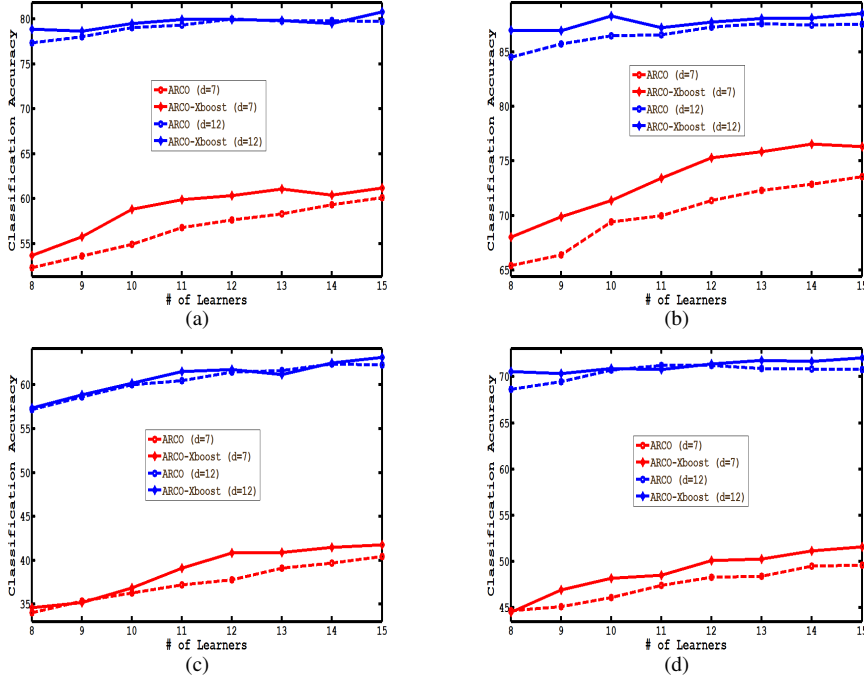 Classification Accuracy
80
75
70
65
60
55
ARCO (d=7)
ARCO-Xboost (d=7)
ARCO (d=12)
ARCO-Xboost (d=12)
8 9 10 11 12 13 14 15
# of Learners
(a)
Classification Accuracy
85
80
75
70
65
ARCO (d=7)
ARCO-Xboost (d=7)
ARCO (d=12)
ARCO-Xboost (d=12)
8 9 10 11 12 13 14 15
# of Learners
(b)
Classification Accuracy
60
55
50
45
40
35
ARCO (d=7)
ARCO-Xboost (d=7)
ARCO (d=12)
ARCO-Xboost (d=12)
8 9 10 11 12 13 14 15
# of Learners
(c)
Classification Accuracy
70
65
60
55
50
45
ARCO (d=7)
ARCO-Xboost (d=7)
ARCO (d=12)
ARCO-Xboost (d=12)
8 9 10 11 12 13 14 15
# of Learners
(d)